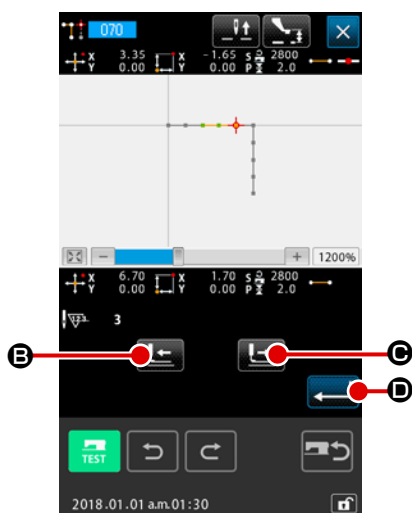 070
X 3.35 X -1.65 S 2800
Y 0.00 Y 0.00 P 2.0
− + 1200%
X 6.70 X 1.70 S 2800
Y 0.00 Y 0.00 P 2.0
123 3
B C
D
TEST
2018.01.01 a.m.01:30